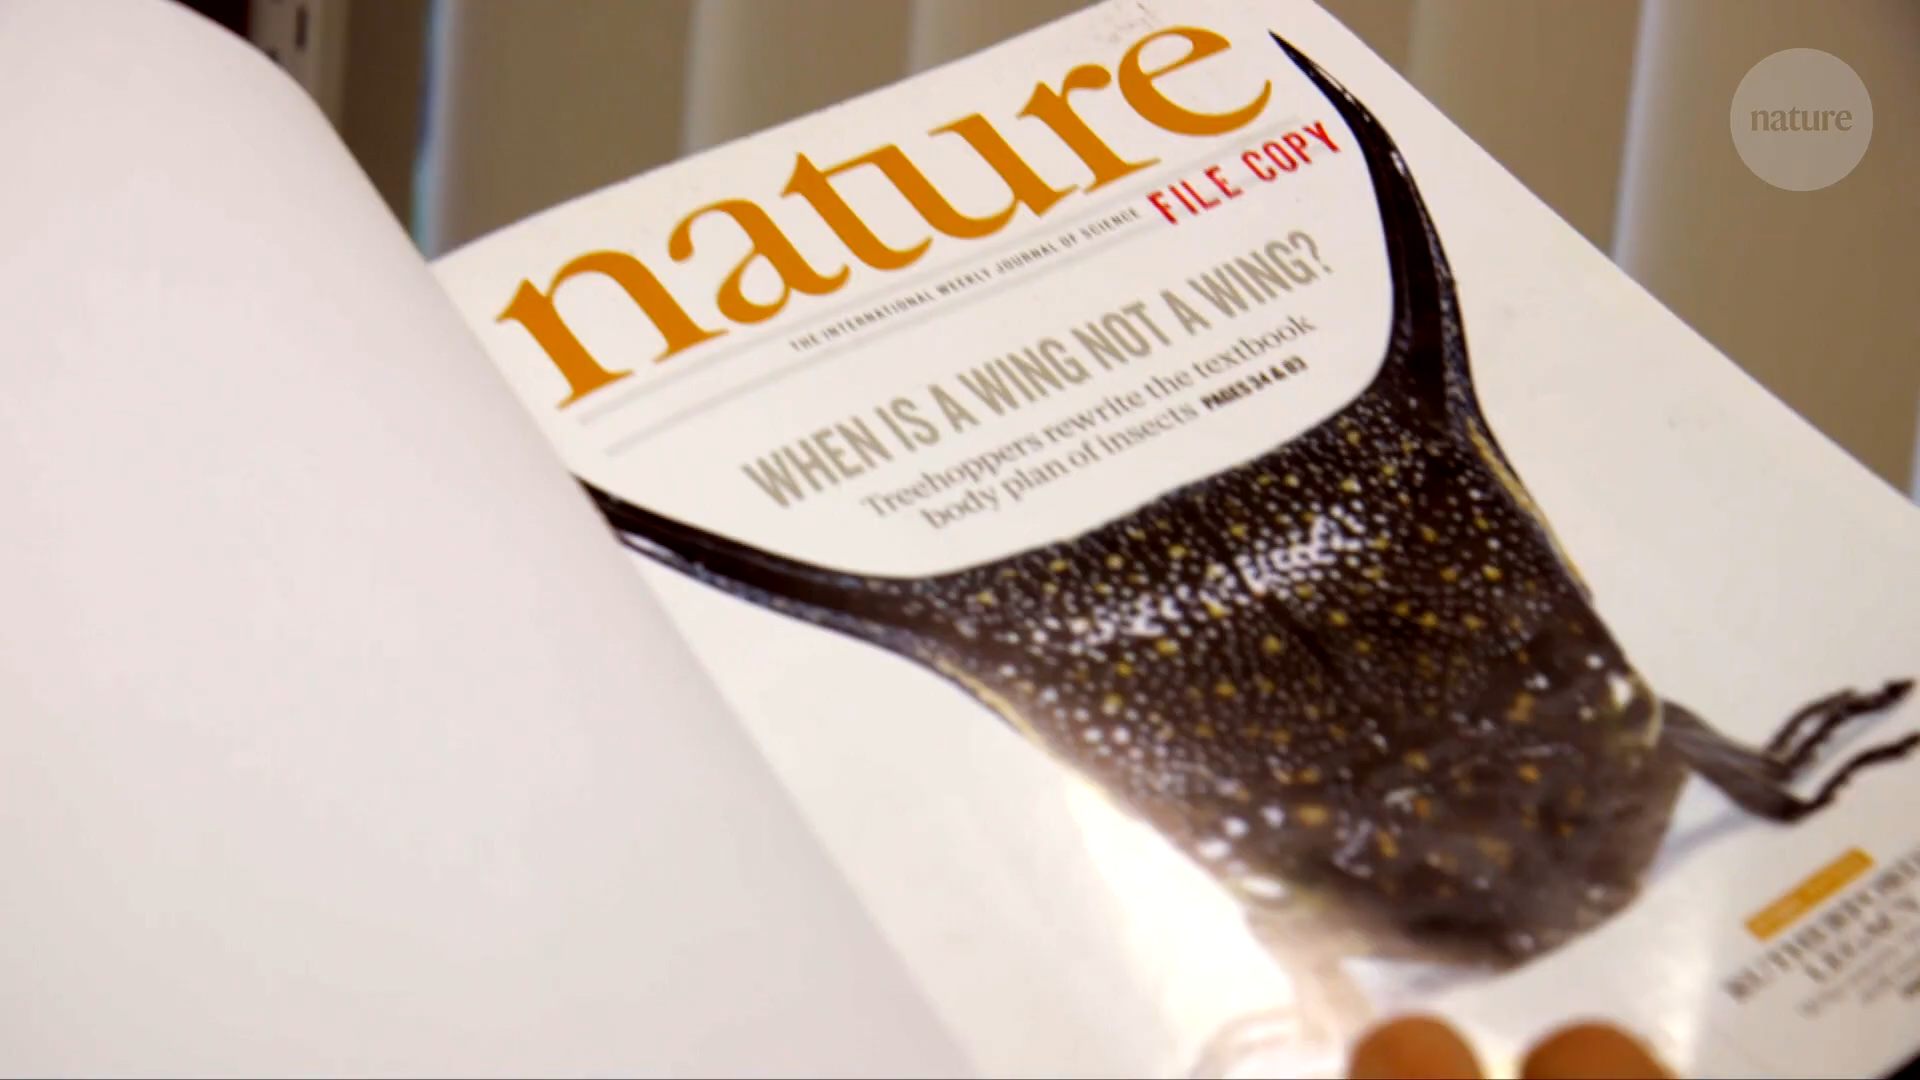 nature
THE INTERNATIONAL WEEKLY JOURNAL OF SCIENCE
FILE COPY
WHEN IS A WING NOT A WING?
Treehoppers rewrite the textbook
body plan of insects PAGES 34 & 83
nature